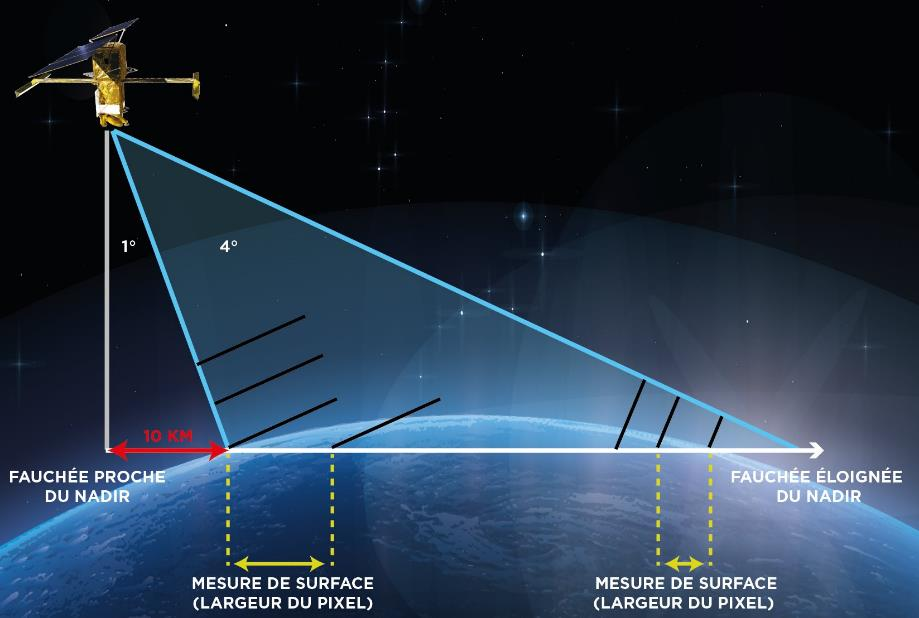 1°
4°
10 KM
FAUCHÉE PROCHE
DU NADIR
FAUCHÉE ÉLOIGNÉE
DU NADIR
MESURE DE SURFACE
(LARGEUR DU PIXEL)
MESURE DE SURFACE
(LARGEUR DU PIXEL)